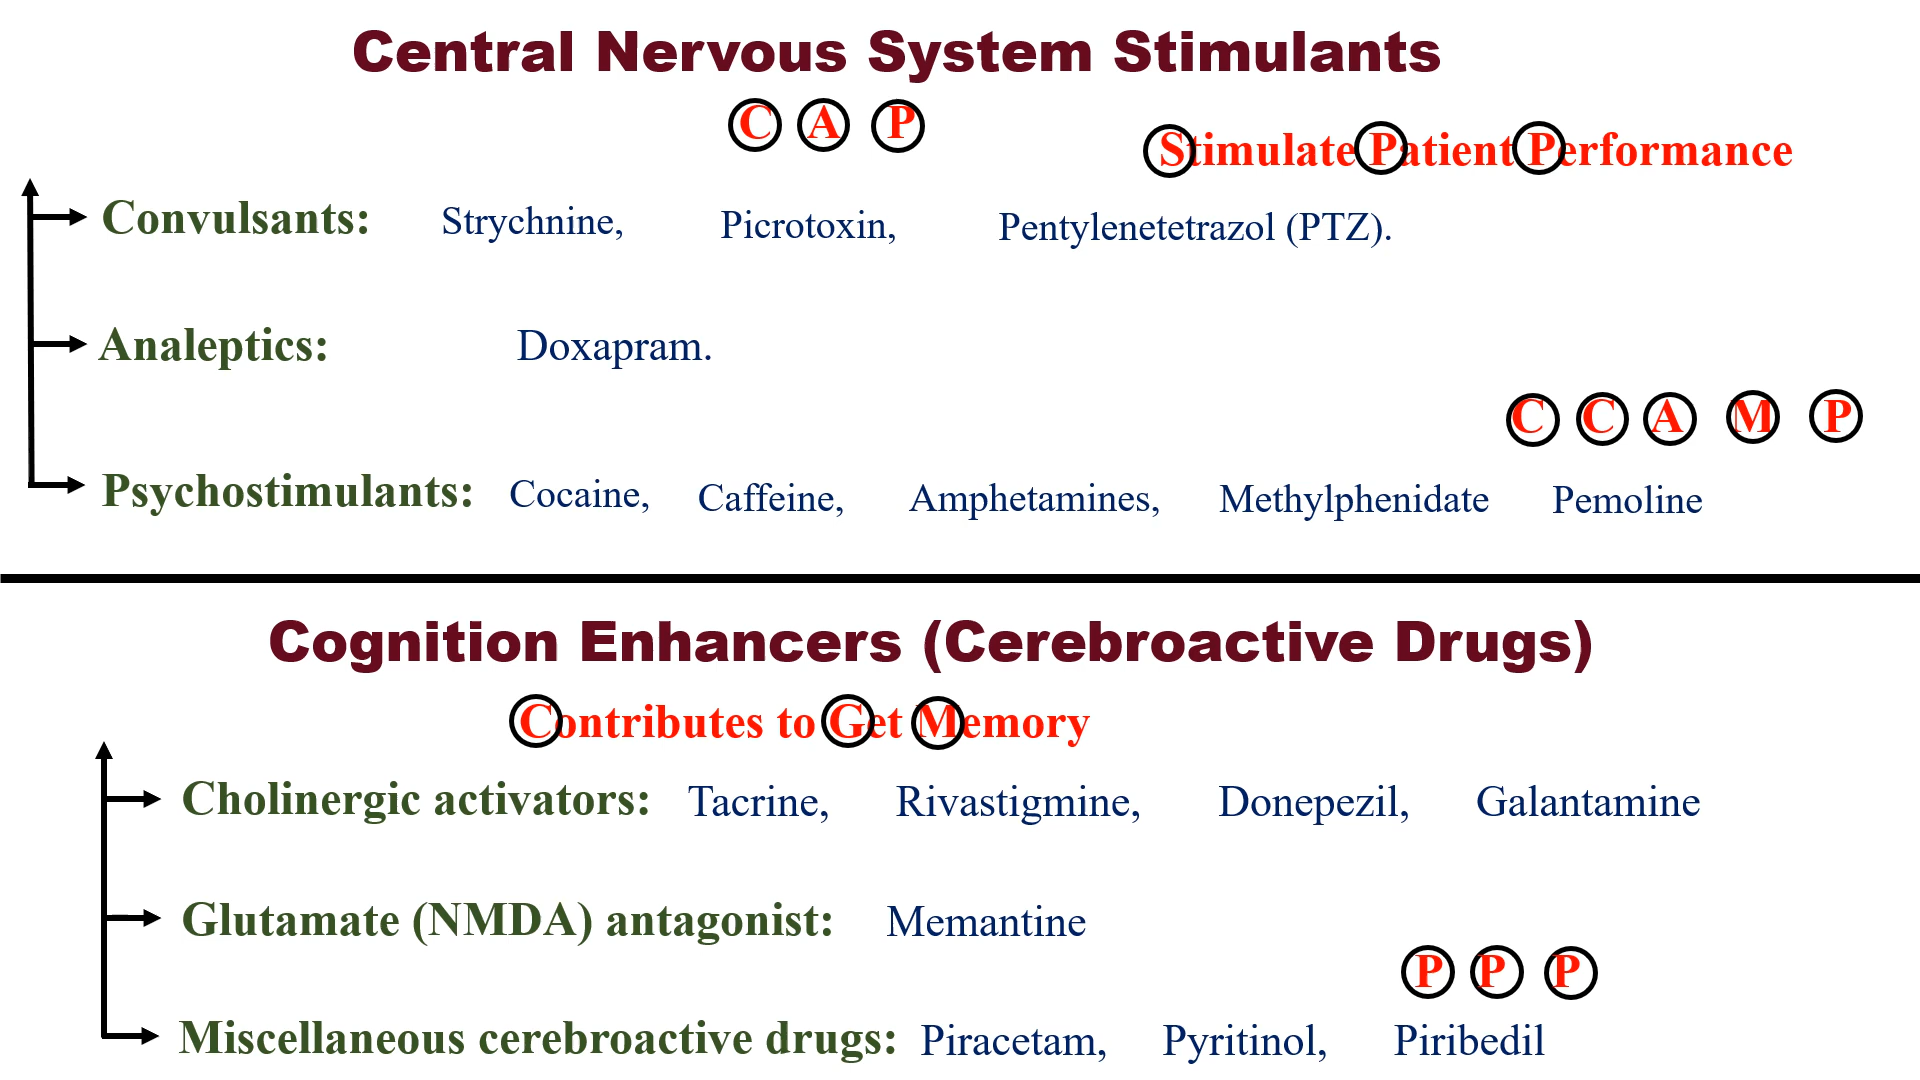 Central Nervous System Stimulants
C A P
Stimulate Patient Performance
Convulsants: Strychnine, Picrotoxin, Pentylenetetrazol (PTZ).
Analeptics: Doxapram.
C C A M P
Psychostimulants: Cocaine, Caffeine, Amphetamines, Methylphenidate Pemoline
Cognition Enhancers (Cerebroactive Drugs)
Contributes to Get Memory
Cholinergic activators: Tacrine, Rivastigmine, Donepezil, Galantamine
Glutamate (NMDA) antagonist: Memantine
P P P
Miscellaneous cerebroactive drugs: Piracetam, Pyritinol, Piribedil